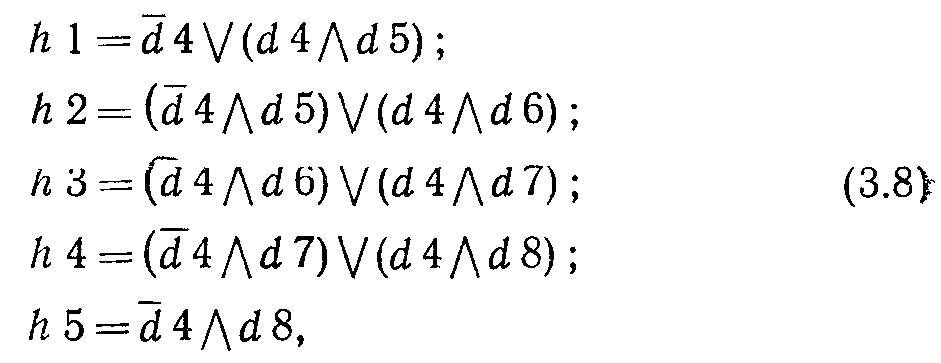 h 1 = d̅ 4 ⋁ (d 4 ⋀ d 5) ;
h 2 = (d̅ 4 ⋀ d 5) ⋁ (d 4 ⋀ d 6) ;
h 3 = (d̅ 4 ⋀ d 6) ⋁ (d 4 ⋀ d 7) ; (3.8)
h 4 = (d̅ 4 ⋀ d 7) ⋁ (d 4 ⋀ d 8) ;
h 5 = d̅ 4 ⋀ d 8,